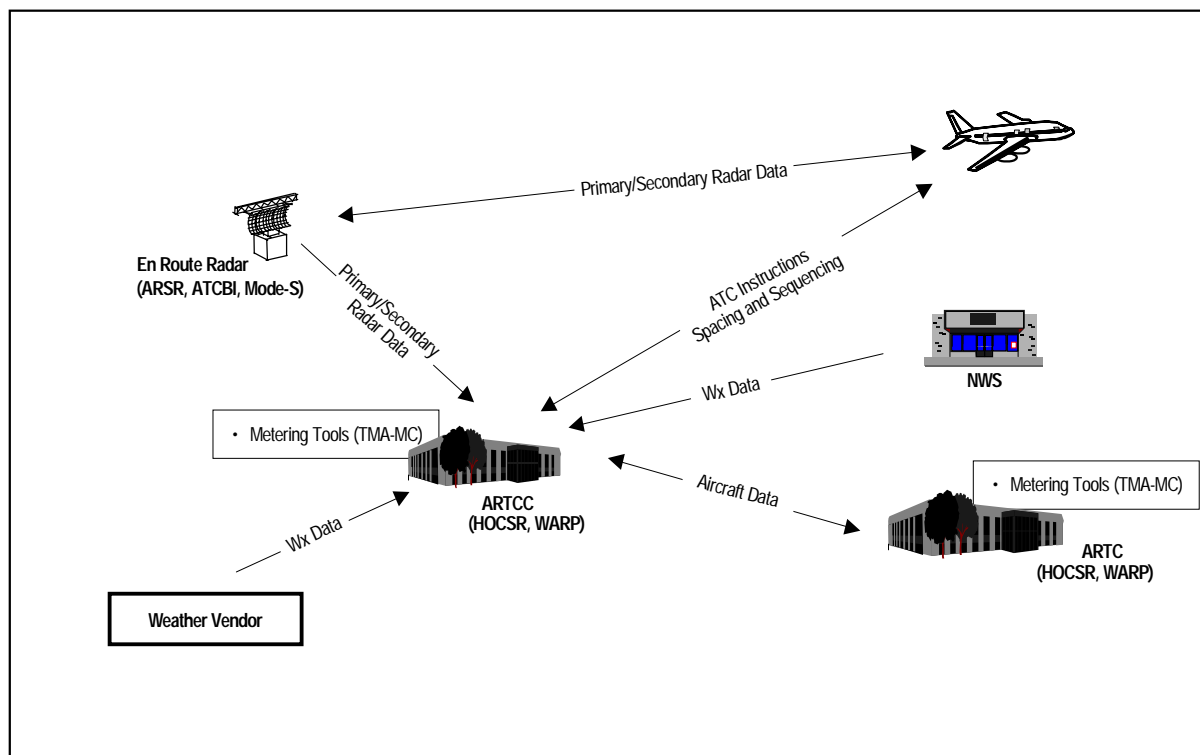 Primary/Secondary Radar Data
En Route Radar
(ARSR, ATCBI, Mode-S)
Primary/Secondary
Radar Data
ATC Instructions
Spacing and Sequencing
NWS
Wx Data
• Metering Tools (TMA-MC)
ARTCC
(HOCSR, WARP)
Aircraft Data
• Metering Tools (TMA-MC)
ARTC
(HOCSR, WARP)
Wx Data
Weather Vendor